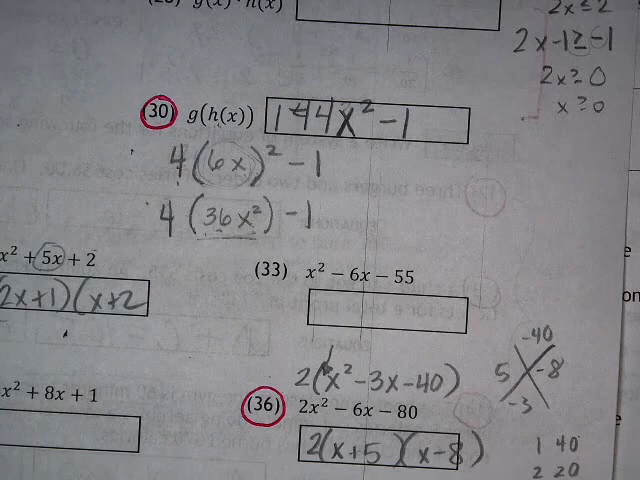 g(x) · h(x)
2x ≤ 2
2x-1 ≥ -1
2x ≥ 0
x ≥ 0
(30) g(h(x)) 144x² - 1
4(6x)² - 1
4(36x²) - 1
x² + 5x + 2
2x+1)(x+2
(33) x² − 6x − 55
2(x² -3x -40)
-40
5 -8
-3
x² + 8x + 1
(36) 2x² − 6x − 80
2(x+5)(x-8)
1 40
2 20